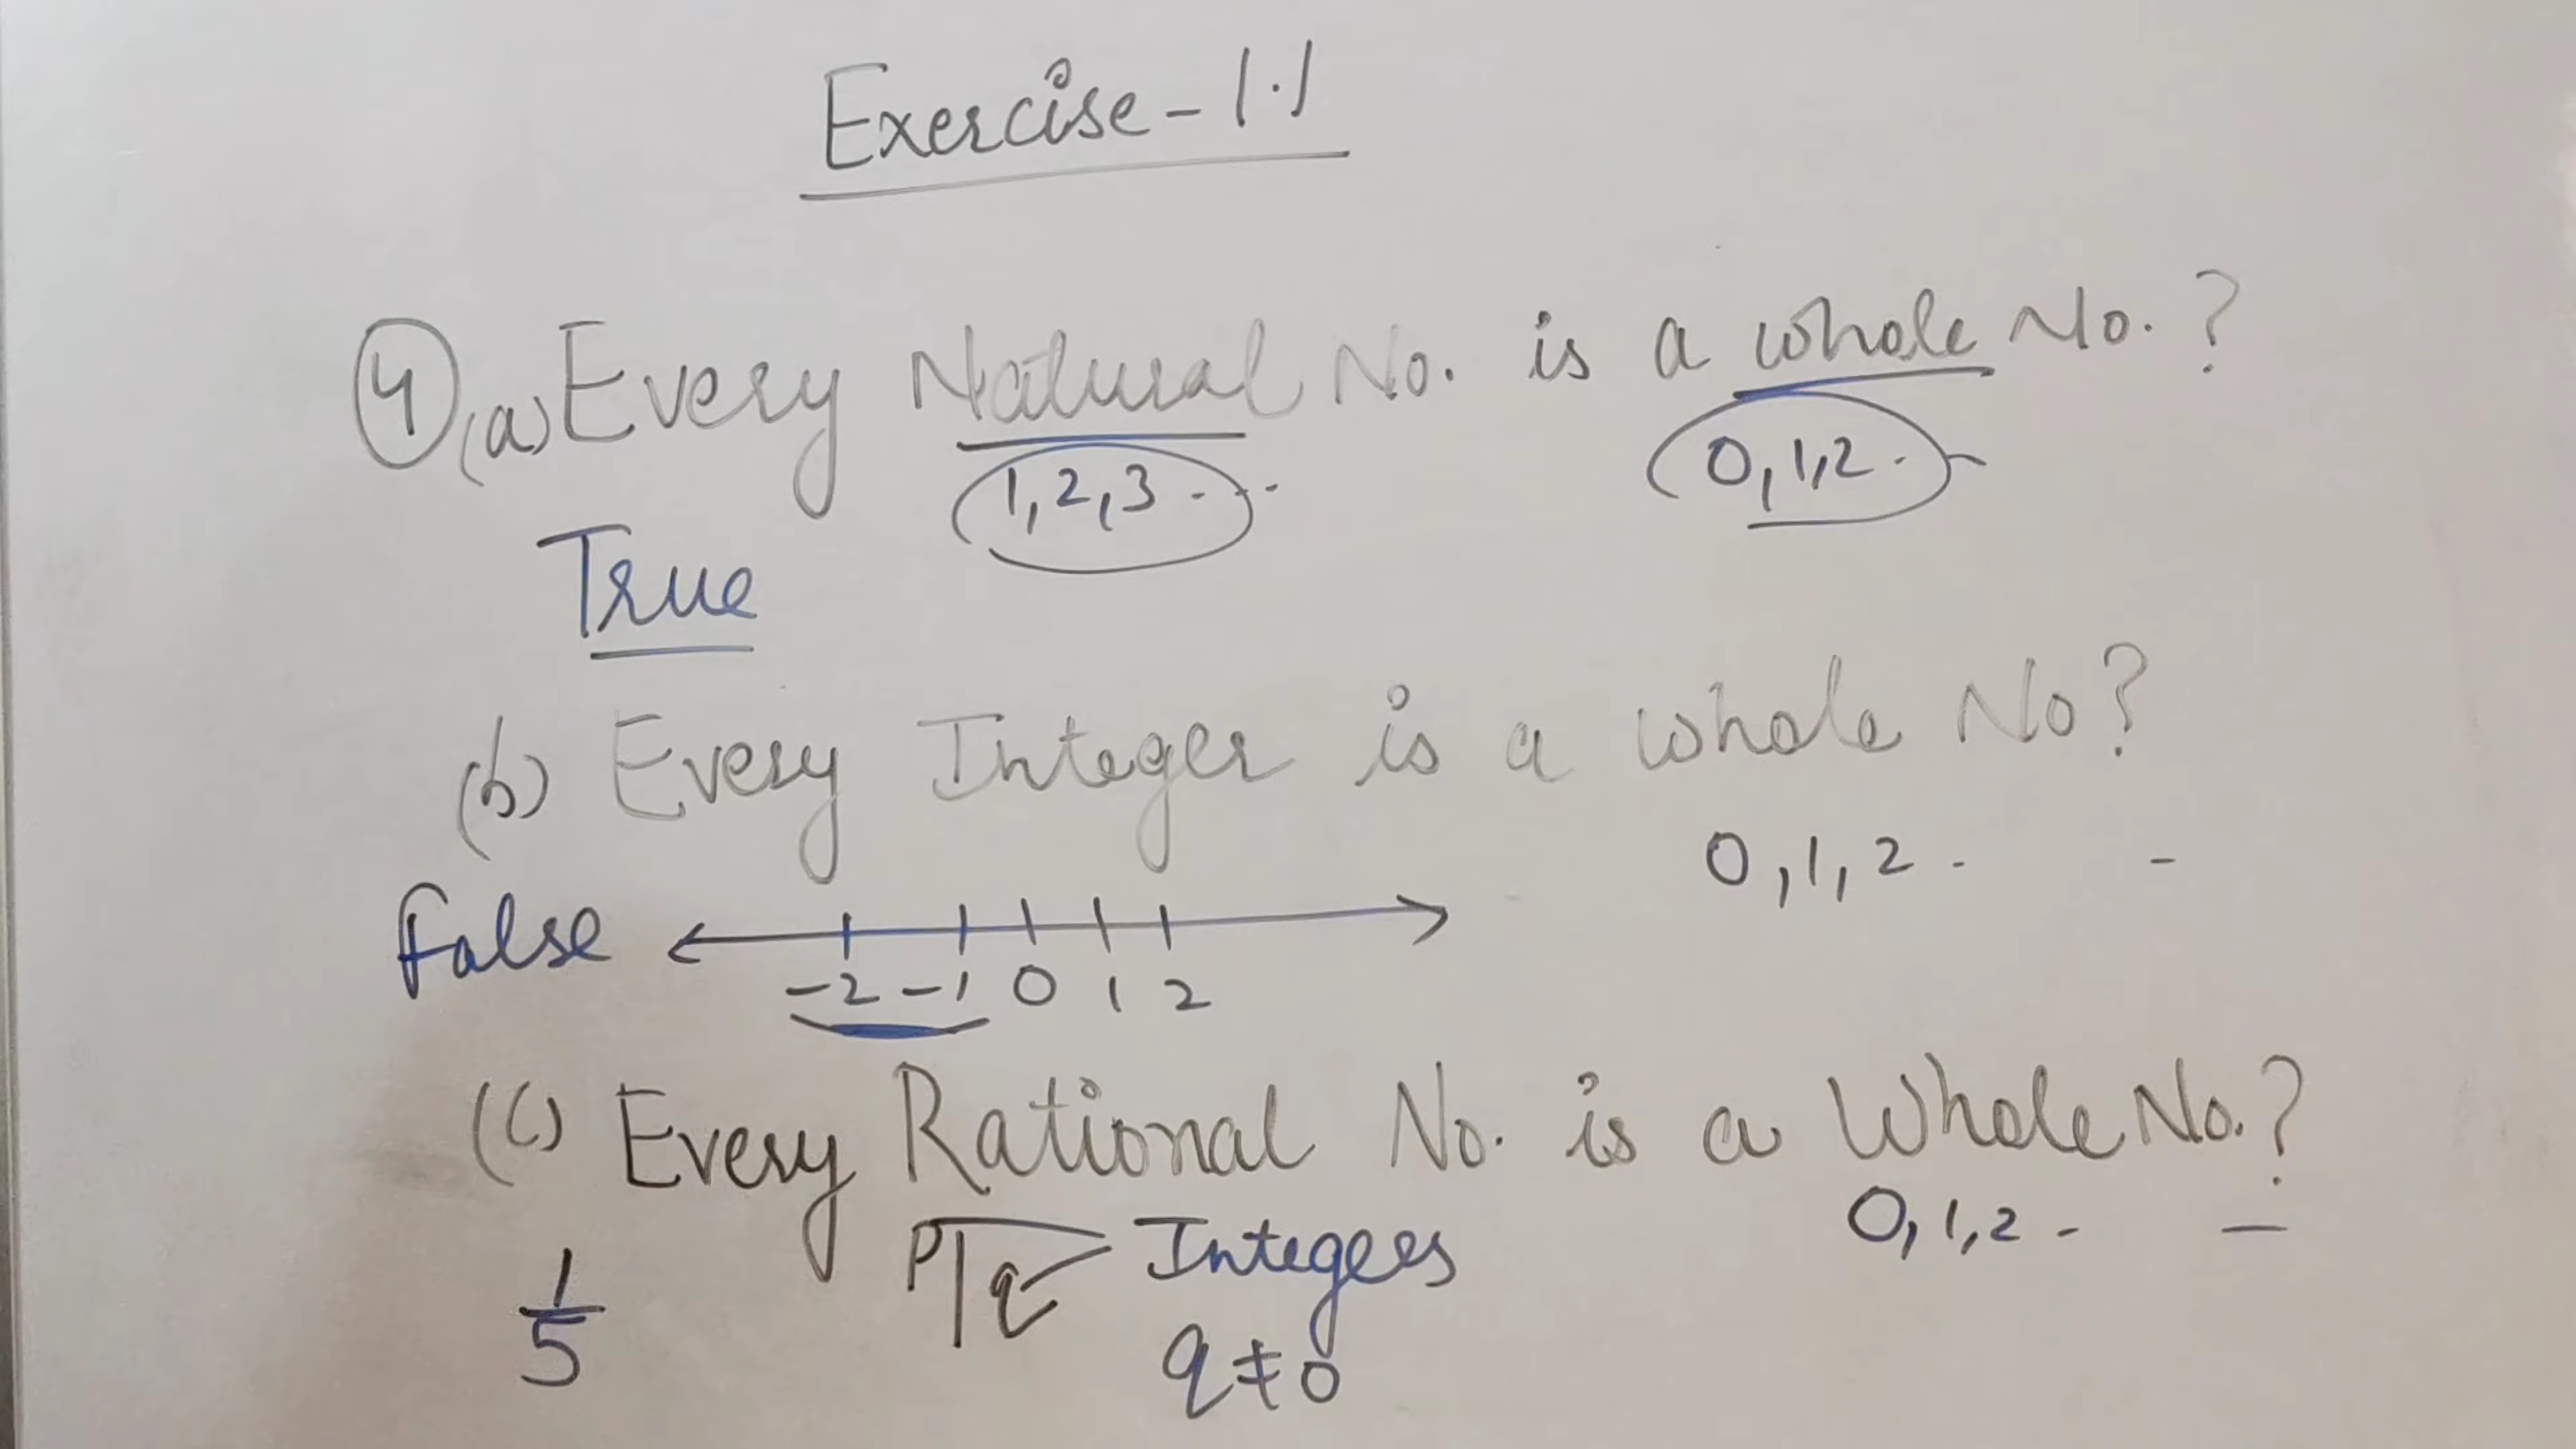 Exercise - 1.1
4 (a) Every Natural No. is a whole No. ?
1, 2, 3 - - -
0, 1, 2 - -
True
(b) Every Integer is a whole No?
0, 1, 2 - -
False
-2 -1 0 1 2
(C) Every Rational No. is a Whole No. ?
0, 1, 2 - -
1/5
P/q Integers
q ≠ 0